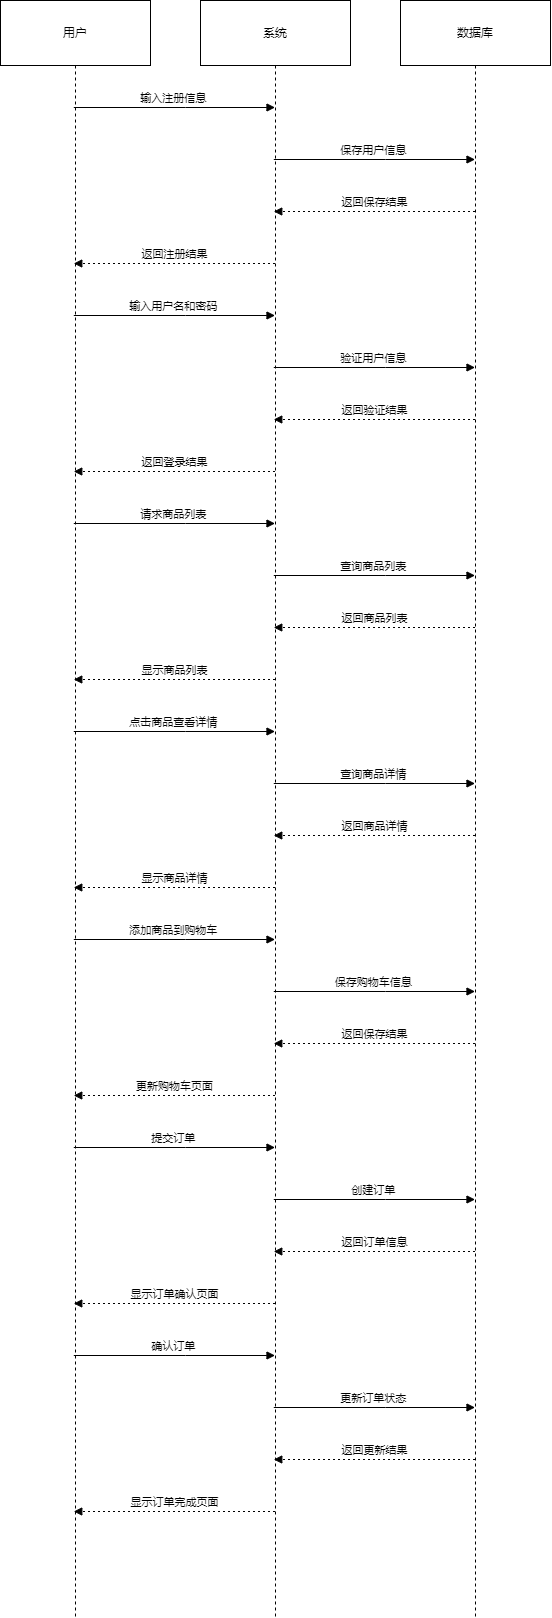 用户
系统
数据库
输入注册信息
保存用户信息
返回保存结果
返回注册结果
输入用户名和密码
验证用户信息
返回验证结果
返回登录结果
请求商品列表
查询商品列表
返回商品列表
显示商品列表
点击商品查看详情
查询商品详情
返回商品详情
显示商品详情
添加商品到购物车
保存购物车信息
返回保存结果
更新购物车页面
提交订单
创建订单
返回订单信息
显示订单确认页面
确认订单
更新订单状态
返回更新结果
显示订单完成页面